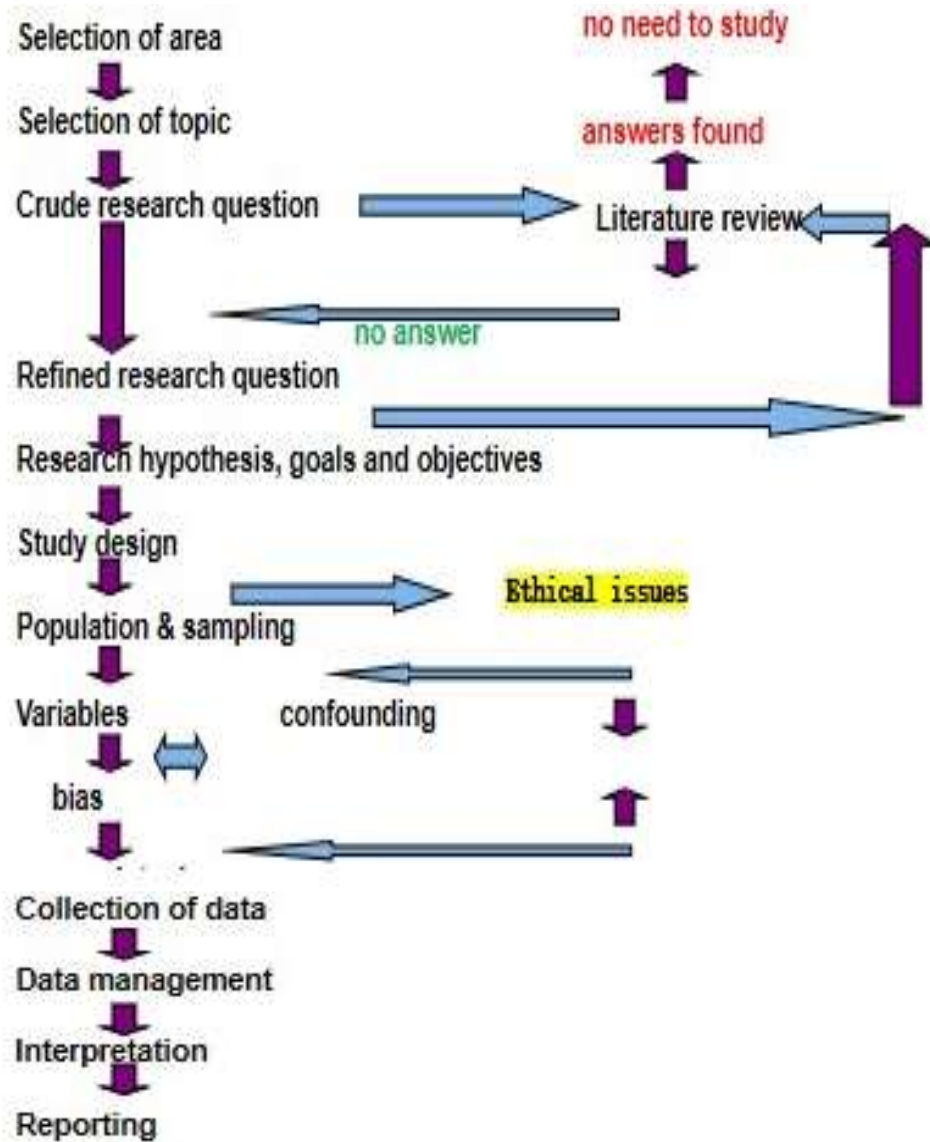 Selection of area
no need to study
Selection of topic
answers found
Crude research question
Literature review
no answer
Refined research question
Research hypothesis, goals and objectives
Study design
Ethical issues
Population & sampling
Variables
confounding
bias
Collection of data
Data management
Interpretation
Reporting